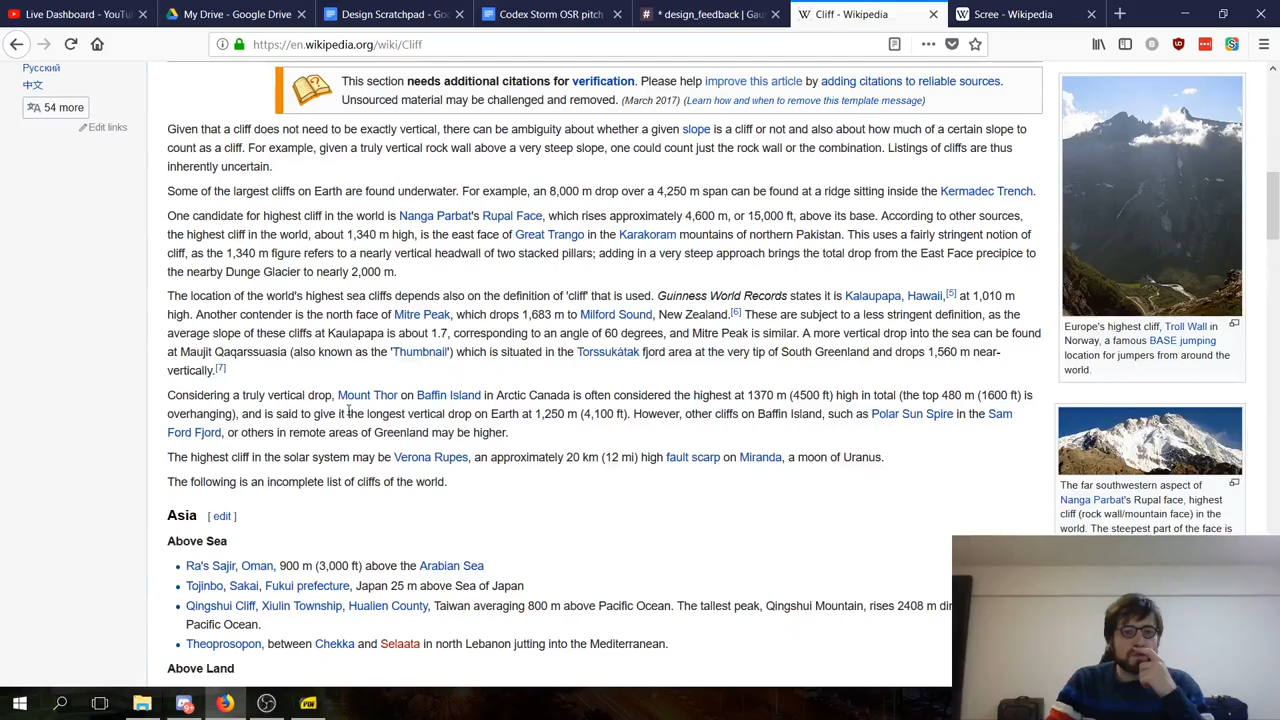 Live Dashboard - YouTu
My Drive - Google Drive
Design Scratchpad - Go
Codex Storm OSR pitch
* design_feedback | Gau
Cliff - Wikipedia
Scree - Wikipedia
https://en.wikipedia.org/wiki/Cliff
Русский
中文
54 more
Edit links
This section needs additional citations for verification. Please help improve this article by adding citations to reliable sources.
Unsourced material may be challenged and removed. (March 2017) (Learn how and when to remove this template message)
Given that a cliff does not need to be exactly vertical, there can be ambiguity about whether a given slope is a cliff or not and also about how much of a certain slope to
count as a cliff. For example, given a truly vertical rock wall above a very steep slope, one could count just the rock wall or the combination. Listings of cliffs are thus
inherently uncertain.
Some of the largest cliffs on Earth are found underwater. For example, an 8,000 m drop over a 4,250 m span can be found at a ridge sitting inside the Kermadec Trench.
One candidate for highest cliff in the world is Nanga Parbat's Rupal Face, which rises approximately 4,600 m, or 15,000 ft, above its base. According to other sources,
the highest cliff in the world, about 1,340 m high, is the east face of Great Trango in the Karakoram mountains of northern Pakistan. This uses a fairly stringent notion of
cliff, as the 1,340 m figure refers to a nearly vertical headwall of two stacked pillars; adding in a very steep approach brings the total drop from the East Face precipice to
the nearby Dunge Glacier to nearly 2,000 m.
The location of the world's highest sea cliffs depends also on the definition of 'cliff' that is used. Guinness World Records states it is Kalaupapa, Hawaii,[5] at 1,010 m
high. Another contender is the north face of Mitre Peak, which drops 1,683 m to Milford Sound, New Zealand.[6] These are subject to a less stringent definition, as the
average slope of these cliffs at Kaulapapa is about 1.7, corresponding to an angle of 60 degrees, and Mitre Peak is similar. A more vertical drop into the sea can be found
at Maujit Qaqarssuasia (also known as the 'Thumbnail') which is situated in the Torssukátak fjord area at the very tip of South Greenland and drops 1,560 m near-
vertically.[7]
Considering a truly vertical drop, Mount Thor on Baffin Island in Arctic Canada is often considered the highest at 1370 m (4500 ft) high in total (the top 480 m (1600 ft) is
overhanging), and is said to give it the longest vertical drop on Earth at 1,250 m (4,100 ft). However, other cliffs on Baffin Island, such as Polar Sun Spire in the Sam
Ford Fjord, or others in remote areas of Greenland may be higher.
The highest cliff in the solar system may be Verona Rupes, an approximately 20 km (12 mi) high fault scarp on Miranda, a moon of Uranus.
The following is an incomplete list of cliffs of the world.
Asia [ edit ]
Above Sea
Ra's Sajir, Oman, 900 m (3,000 ft) above the Arabian Sea
Tojinbo, Sakai, Fukui prefecture, Japan 25 m above Sea of Japan
Qingshui Cliff, Xiulin Township, Hualien County, Taiwan averaging 800 m above Pacific Ocean. The tallest peak, Qingshui Mountain, rises 2408 m di
Pacific Ocean.
Theoprosopon, between Chekka and Selaata in north Lebanon jutting into the Mediterranean.
Above Land
Europe's highest cliff, Troll Wall in
Norway, a famous BASE jumping
location for jumpers from around the
world.
The far southwestern aspect of
Nanga Parbat's Rupal face, highest
cliff (rock wall/mountain face) in the
world. The steepest part of the face is